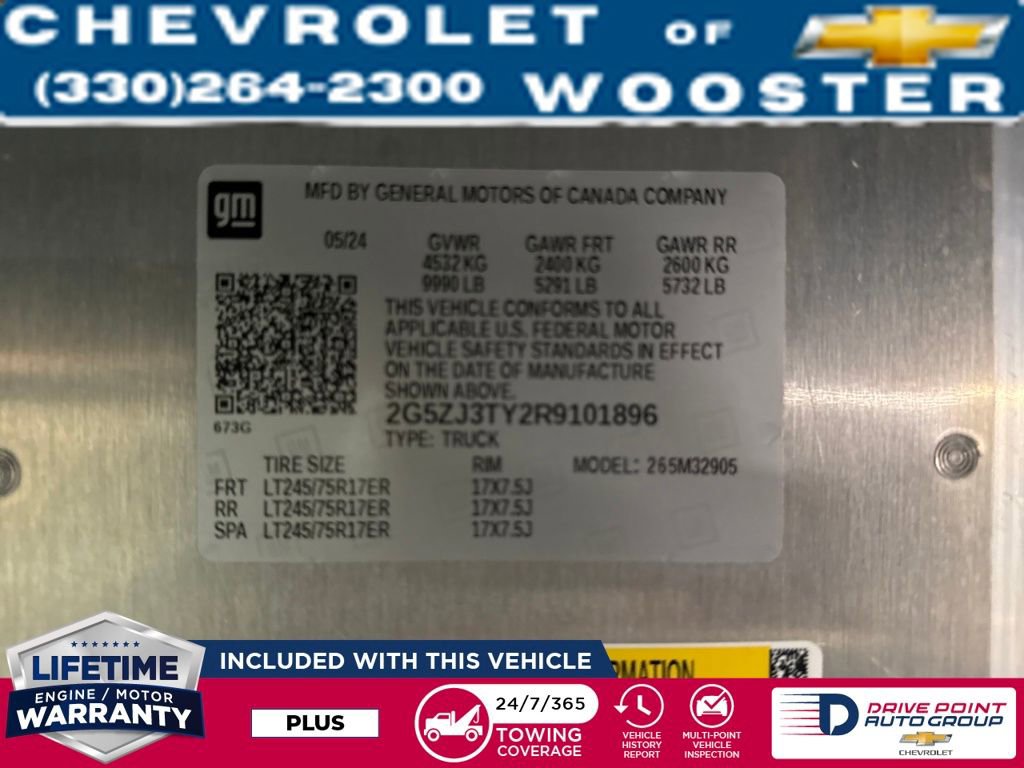 CHEVROLET OF
(330)264-2300 WOOSTER
gm
MFD BY GENERAL MOTORS OF CANADA COMPANY
05/24 GVWR GAWR FRT GAWR RR
4532 KG 2400 KG 2600 KG
9990 LB 5291 LB 5732 LB
THIS VEHICLE CONFORMS TO ALL
APPLICABLE U.S. FEDERAL MOTOR
VEHICLE SAFETY STANDARDS IN EFFECT
ON THE DATE OF MANUFACTURE
SHOWN ABOVE.
2G5ZJ3TY2R9101896
673G
TYPE: TRUCK
TIRE SIZE RIM MODEL: 265M32905
FRT LT245/75R17ER 17X7.5J
RR LT245/75R17ER 17X7.5J
SPA LT245/75R17ER 17X7.5J
RMATION
LIFETIME
ENGINE / MOTOR
WARRANTY
INCLUDED WITH THIS VEHICLE
PLUS
24/7/365
TOWING
COVERAGE
VEHICLE
HISTORY
REPORT
MULTI-POINT
VEHICLE
INSPECTION
DRIVE POINT
AUTO GROUP
CHEVROLET